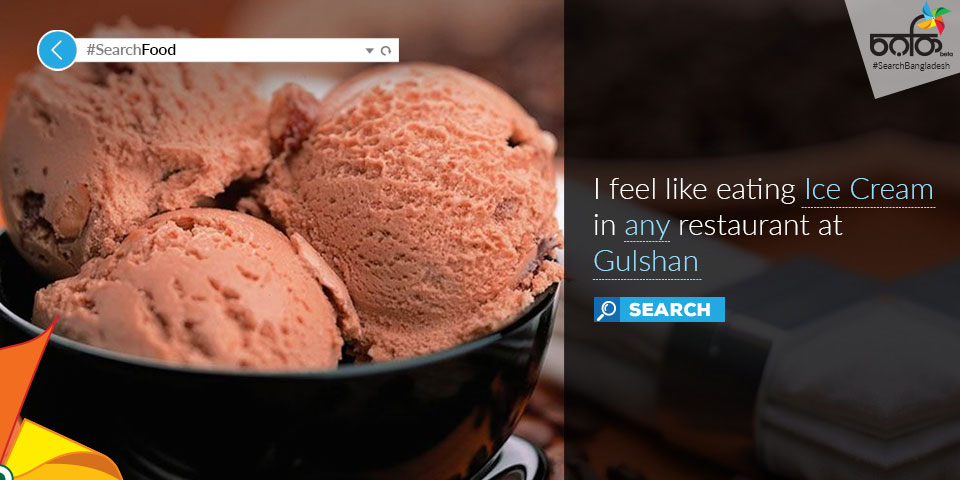 #SearchFood
beta
#SearchBangladesh
I feel like eating Ice Cream
in any restaurant at
Gulshan
SEARCH